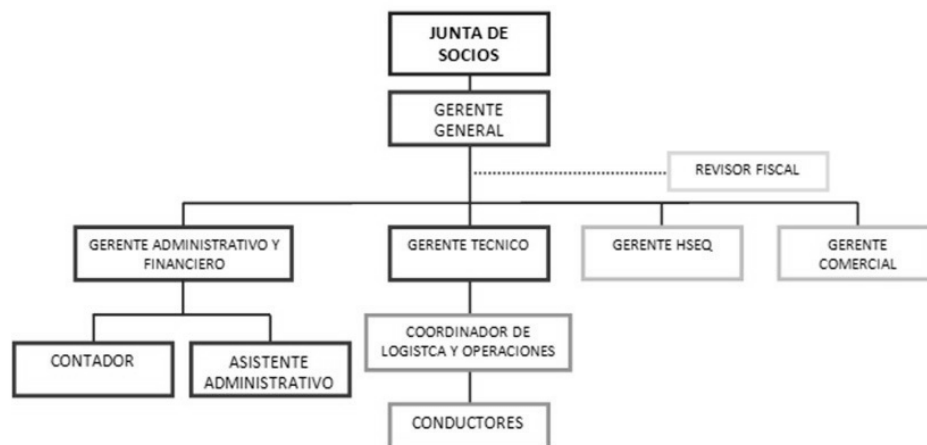 JUNTA DE
SOCIOS
GERENTE
GENERAL
REVISOR FISCAL
GERENTE ADMINISTRATIVO Y
FINANCIERO
GERENTE TECNICO
GERENTE HSEQ
GERENTE
COMERCIAL
CONTADOR
ASISTENTE
ADMINISTRATIVO
COORDINADOR DE
LOGISTCA Y OPERACIONES
CONDUCTORES